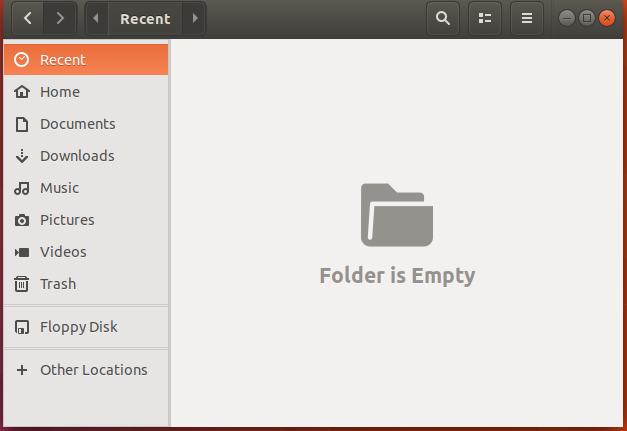 Recent
Recent
Home
Documents
Downloads
Music
Pictures
Videos
Trash
Floppy Disk
Other Locations
Folder is Empty